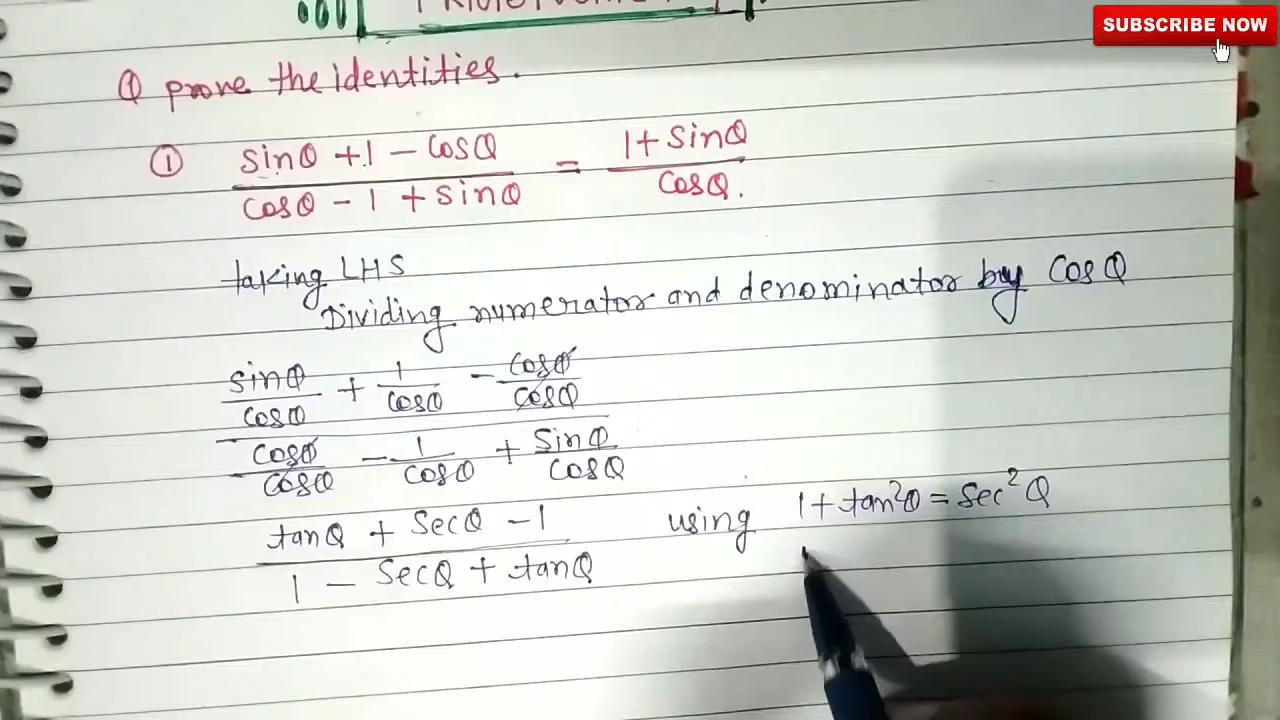 SUBSCRIBE NOW
Q prove the identities.
① sinθ + 1 − cosθ / cosθ − 1 + sinθ = 1 + sinθ / cosθ.
taking LHS
Dividing numerator and denominator by cosθ
sinθ/cosθ + 1/cosθ − cosθ/cosθ
cosθ/cosθ − 1/cosθ + sinθ/cosθ
tanθ + secθ − 1
1 − secθ + tanθ
using 1 + tan²θ = sec²θ